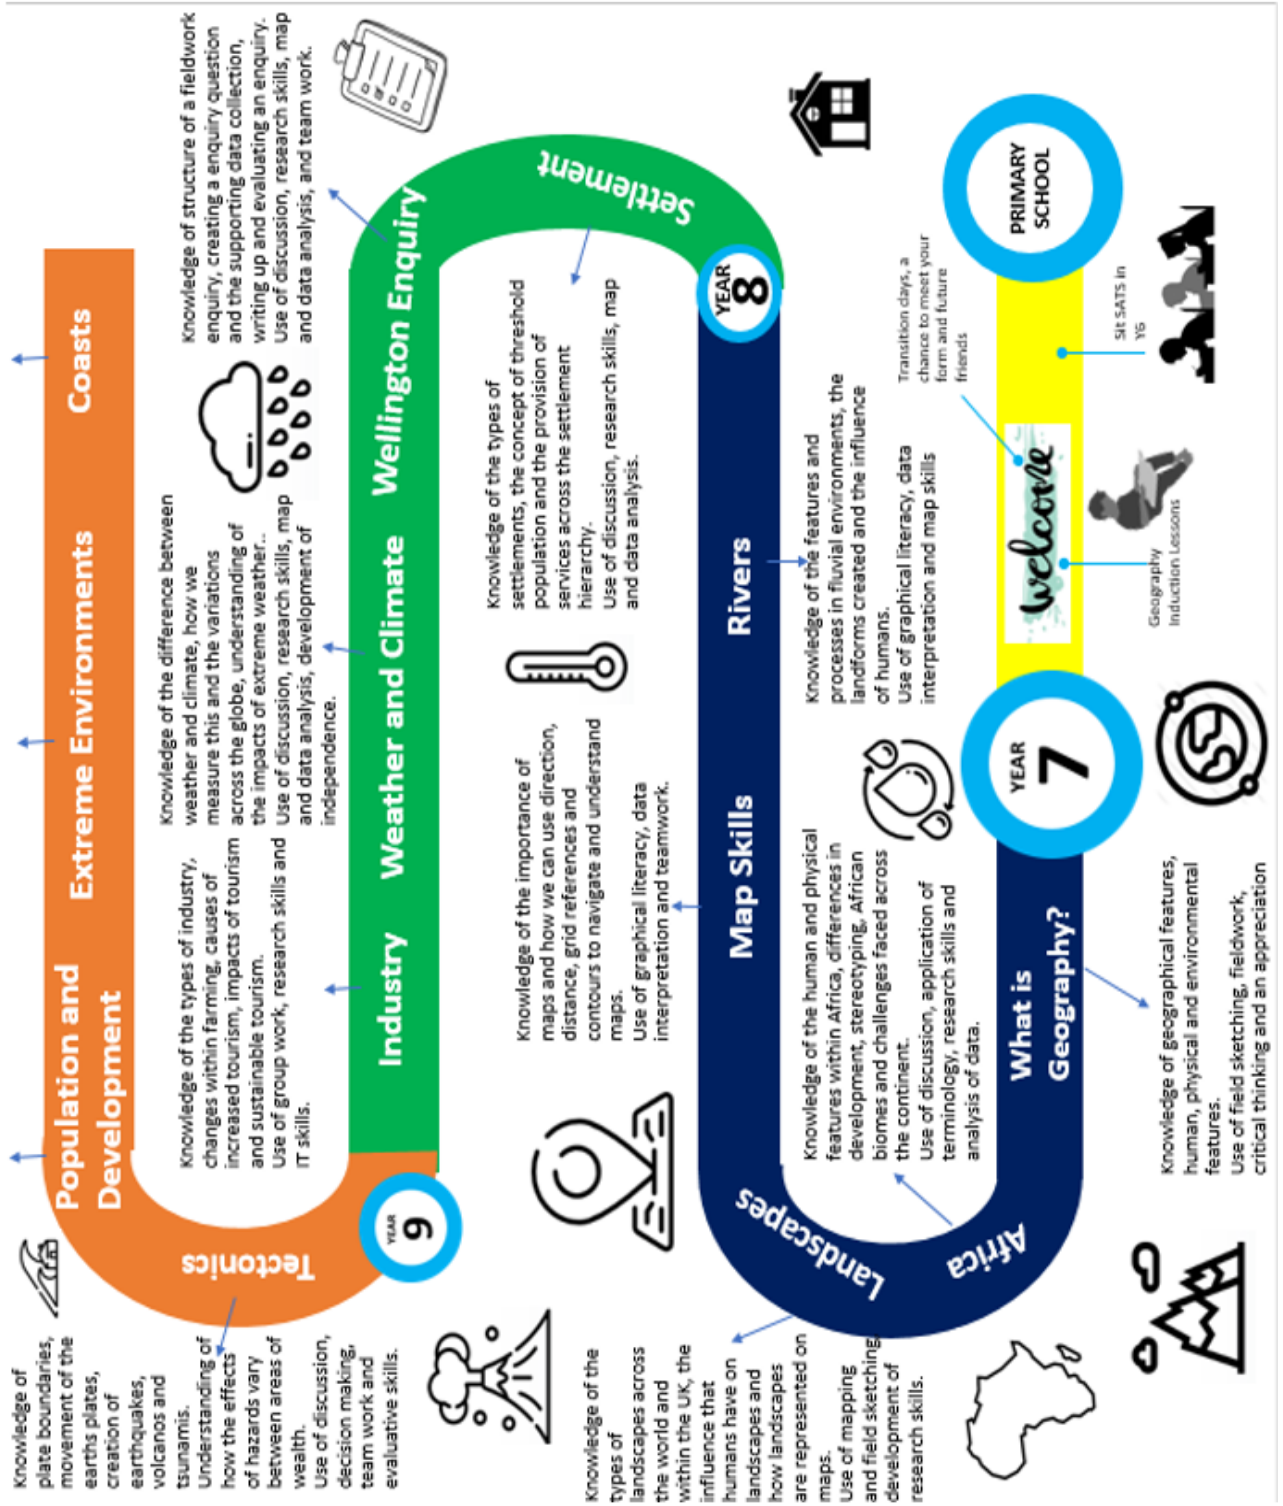 PRIMARY
SCHOOL
Sit SATS in
Y6
Transition days, a
chance to meet your
form and future
friends
welcome
Geography
Induction Lessons
YEAR
7
What is
Geography?
Knowledge of geographical features,
human, physical and environmental
features.
Use of field sketching, fieldwork,
critical thinking and an appreciation
Africa
Knowledge of the human and physical
features within Africa, differences in
development, stereotyping, African
biomes and challenges faced across
the continent.
Use of discussion, application of
terminology, research skills and
analysis of data.
Landscapes
Knowledge of the
types of
landscapes across
the world and
within the UK, the
influence that
humans have on
landscapes and
how landscapes
are represented on
maps.
Use of mapping
and field sketching,
development of
research skills.
Map Skills
Knowledge of the importance of
maps and how we can use direction,
distance, grid references and
contours to navigate and understand
maps.
Use of graphical literacy, data
interpretation and teamwork.
Rivers
Knowledge of the features and
processes in fluvial environments, the
landforms created and the influence
of humans.
Use of graphical literacy, data
interpretation and map skills
YEAR
8
Settlement
Knowledge of the types of
settlements, the concept of threshold
population and the provision of
services across the settlement
hierarchy.
Use of discussion, research skills, map
and data analysis.
Wellington Enquiry
Knowledge of structure of a fieldwork
enquiry, creating a enquiry question
and the supporting data collection,
writing up and evaluating an enquiry.
Use of discussion, research skills, map
and data analysis, and team work.
Weather and Climate
Knowledge of the difference between
weather and climate, how we
measure this and the variations
across the globe, understanding of
the impacts of extreme weather..
Use of discussion, research skills, map
and data analysis, development of
independence.
Industry
Knowledge of the types of industry,
changes within farming, causes of
increased tourism, impacts of tourism
and sustainable tourism.
Use of group work, research skills and
IT skills.
YEAR
9
Tectonics
Knowledge of
plate boundaries,
movement of the
earths plates,
creation of
earthquakes,
volcanos and
tsunamis.
Understanding of
how the effects
of hazards vary
between areas of
wealth.
Use of discussion,
decision making,
team work and
evaluative skills.
Population and
Development
Extreme Environments
Coasts